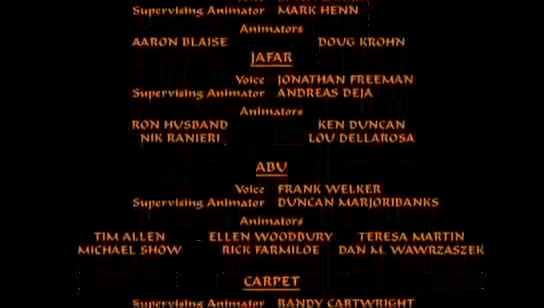 Supervising Animator MARK HENN
Animators
AARON BLAISE DOUG KROHN
JAFAR
Voice JONATHAN FREEMAN
Supervising Animator ANDREAS DEJA
Animators
RON HUSBAND KEN DUNCAN
NIK RANIERI LOU DELLAROSA
ABU
Voice FRANK WELKER
Supervising Animator DUNCAN MARJORIBANKS
Animators
TIM ALLEN ELLEN WOODBURY TERESA MARTIN
MICHAEL SHOW RICK FARMILOE DAN M. WAWRZASZEK
CARPET
Supervising Animator RANDY CARTWRIGHT